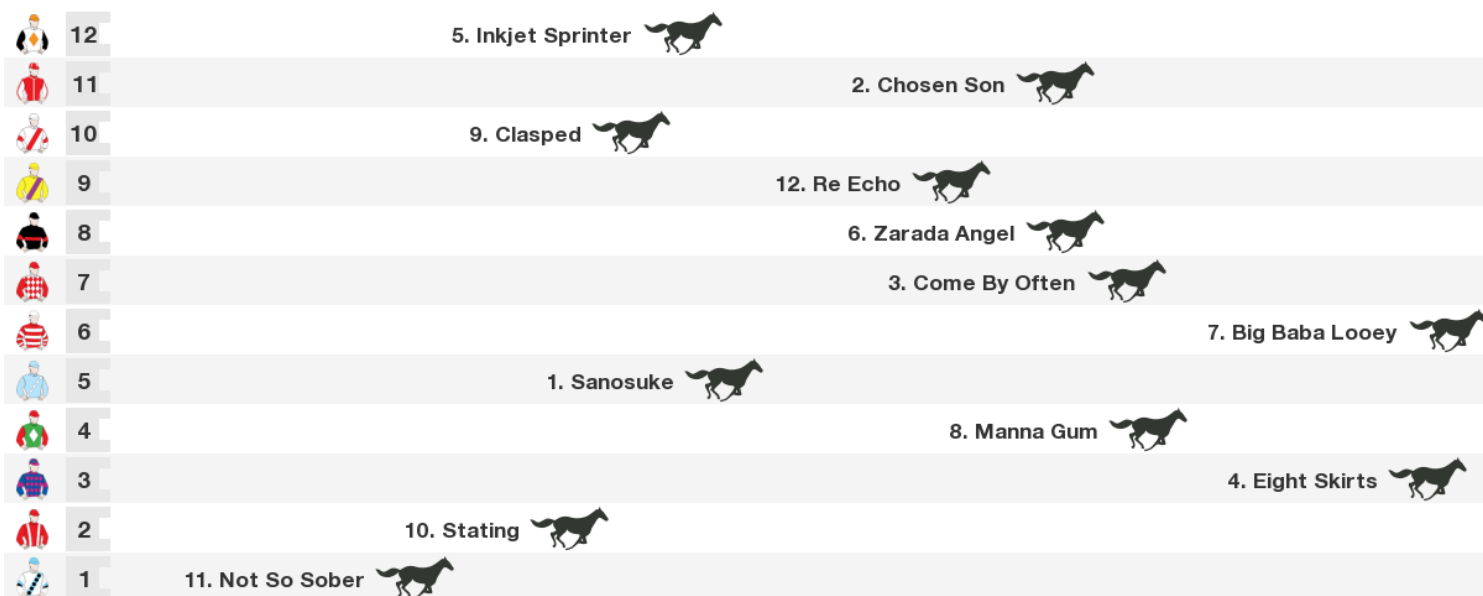 12 5. Inkjet Sprinter
11 2. Chosen Son
10 9. Clasped
9 12. Re Echo
8 6. Zarada Angel
7 3. Come By Often
6 7. Big Baba Looey
5 1. Sanosuke
4 8. Manna Gum
3 4. Eight Skirts
2 10. Stating
1 11. Not So Sober